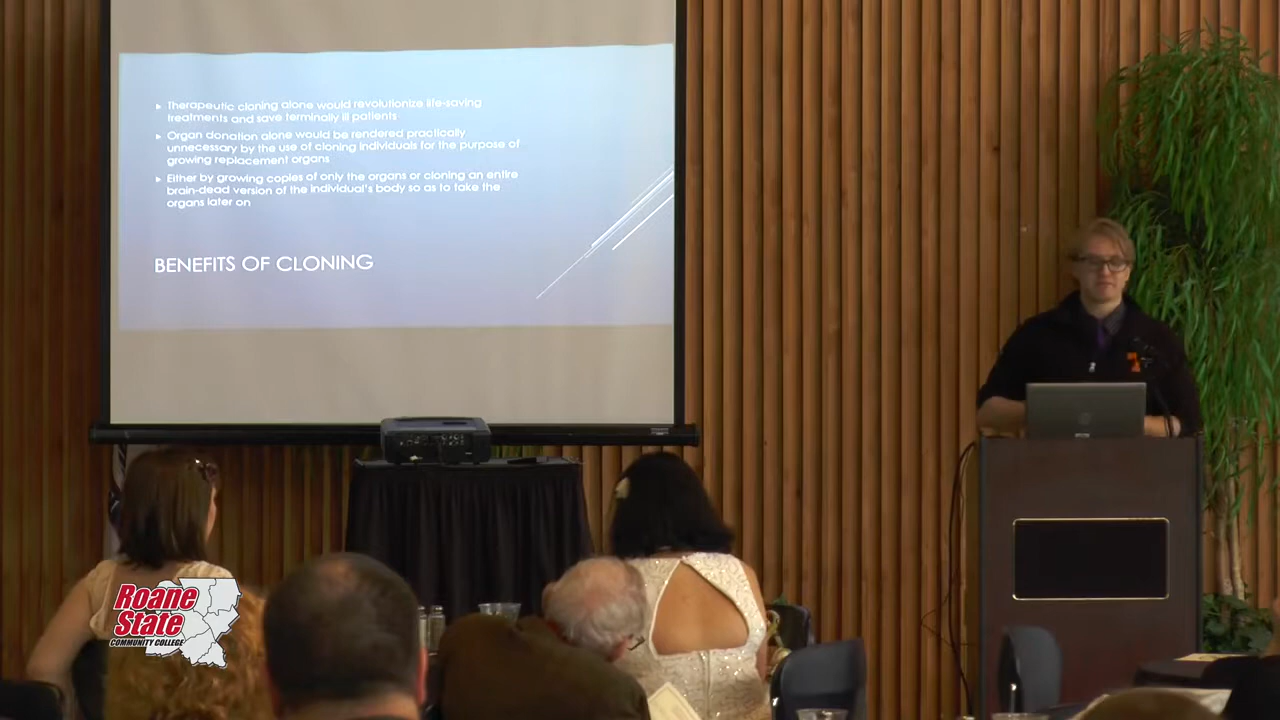 Therapeutic cloning alone would revolutionize life-saving
treatments and save terminally ill patients
Organ donation alone would be rendered practically
unnecessary by the use of cloning individuals for the purpose of
growing replacement organs
Either by growing copies of only the organs or cloning an entire
brain-dead version of the individual's body so as to take the
organs later on
BENEFITS OF CLONING
Roane
State
COMMUNITY COLLEGE